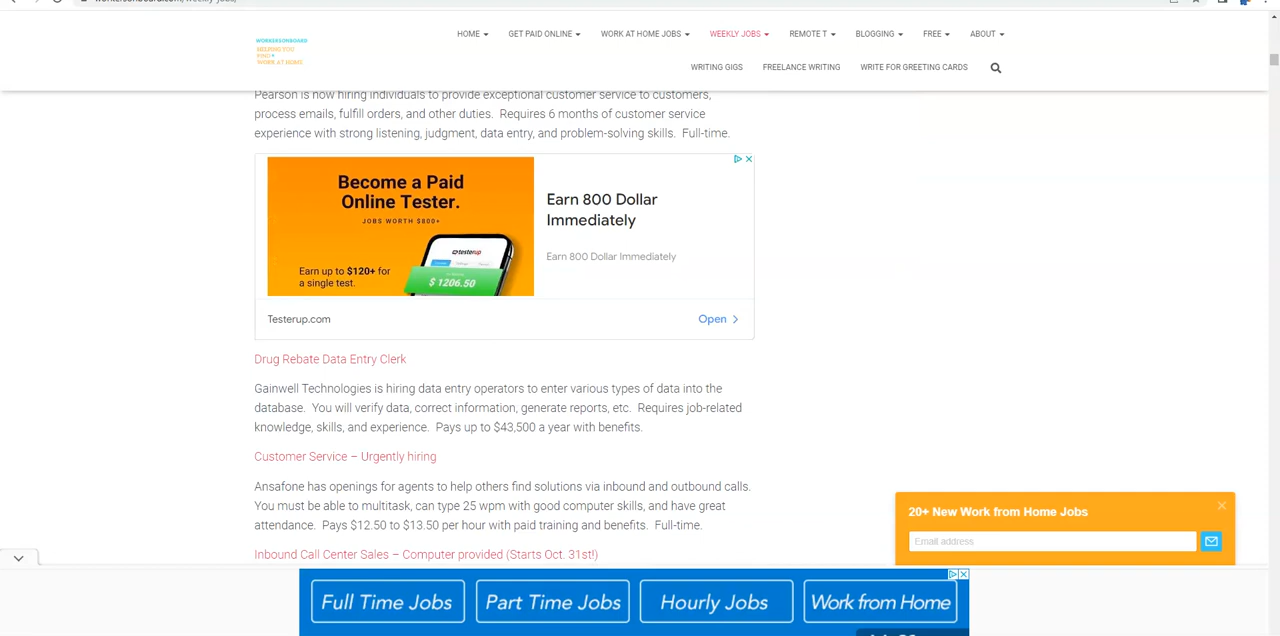 WORKERSONBOARD
HELPING YOU
FIND
WORK AT HOME
HOME
GET PAID ONLINE
WORK AT HOME JOBS
WEEKLY JOBS
REMOTE T
BLOGGING
FREE
ABOUT
WRITING GIGS
FREELANCE WRITING
WRITE FOR GREETING CARDS
Pearson is now hiring individuals to provide exceptional customer service to customers,
process emails, fulfill orders, and other duties. Requires 6 months of customer service
experience with strong listening, judgment, data entry, and problem-solving skills. Full-time.
Become a Paid
Online Tester.
JOBS WORTH $800+
Earn up to $120+ for
a single test.
testerup
$ 1206.50
Earn 800 Dollar
Immediately
Earn 800 Dollar Immediately
Testerup.com
Open
Drug Rebate Data Entry Clerk
Gainwell Technologies is hiring data entry operators to enter various types of data into the
database. You will verify data, correct information, generate reports, etc. Requires job-related
knowledge, skills, and experience. Pays up to $43,500 a year with benefits.
Customer Service – Urgently hiring
Ansafone has openings for agents to help others find solutions via inbound and outbound calls.
You must be able to multitask, can type 25 wpm with good computer skills, and have great
attendance. Pays $12.50 to $13.50 per hour with paid training and benefits. Full-time.
Inbound Call Center Sales – Computer provided (Starts Oct. 31st!)
20+ New Work from Home Jobs
Email address
Full Time Jobs
Part Time Jobs
Hourly Jobs
Work from Home